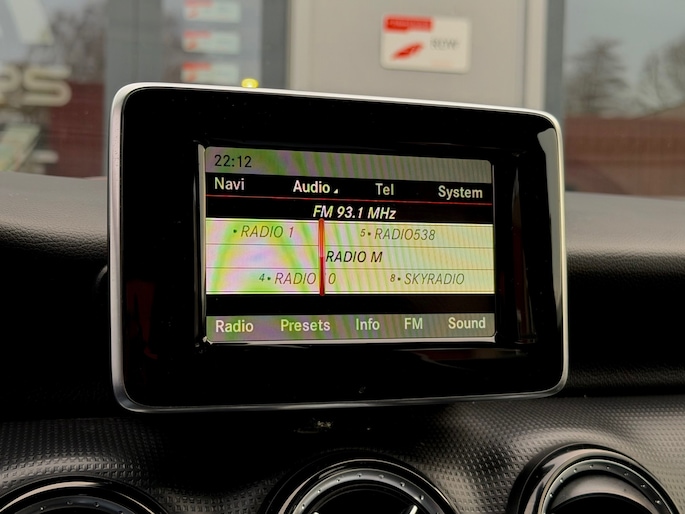 22:12
Navi Audio Tel System
FM 93.1 MHz
• RADIO 1 5• RADIO538
RADIO M
4• RADIO 0 8• SKYRADIO
Radio Presets Info FM Sound